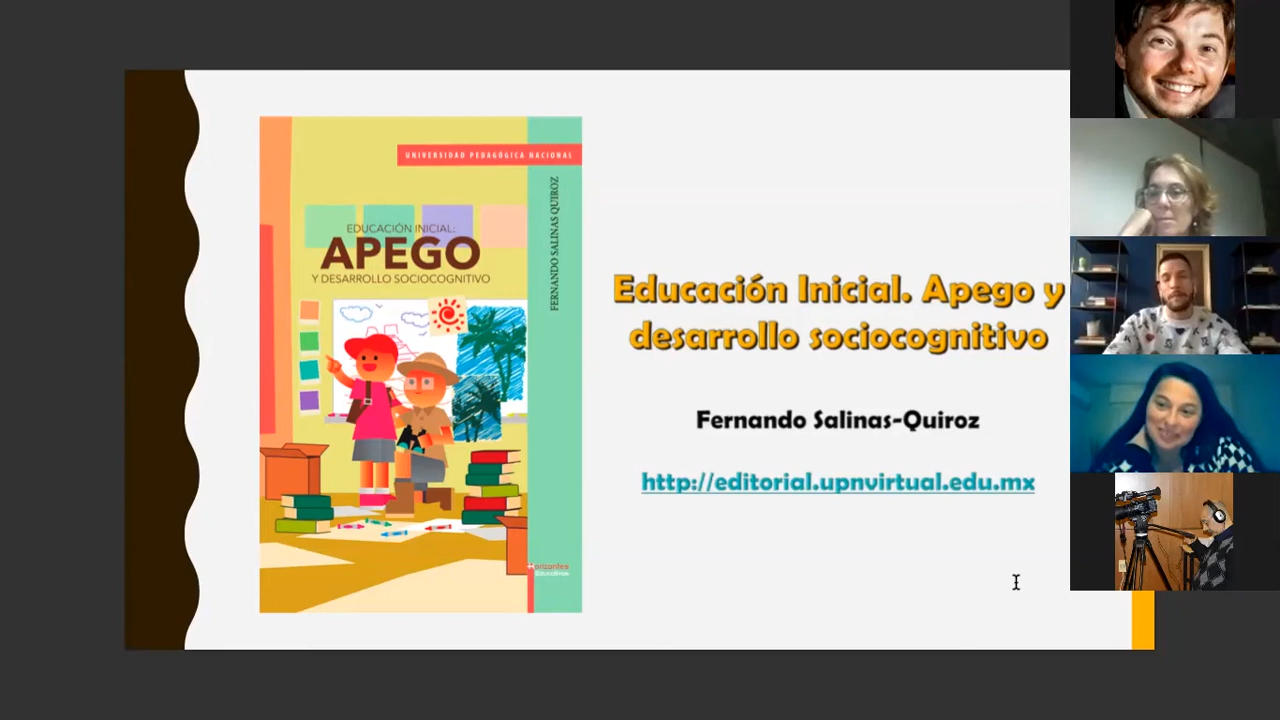 UNIVERSIDAD PEDAGÓGICA NACIONAL
EDUCACIÓN INICIAL:
APEGO
Y DESARROLLO SOCIOCOGNITIVO
FERNANDO SALINAS QUIROZ
Horizontes
Educativos
Educación Inicial. Apego y
desarrollo sociocognitivo
Fernando Salinas-Quiroz
http://editorial.upnvirtual.edu.mx